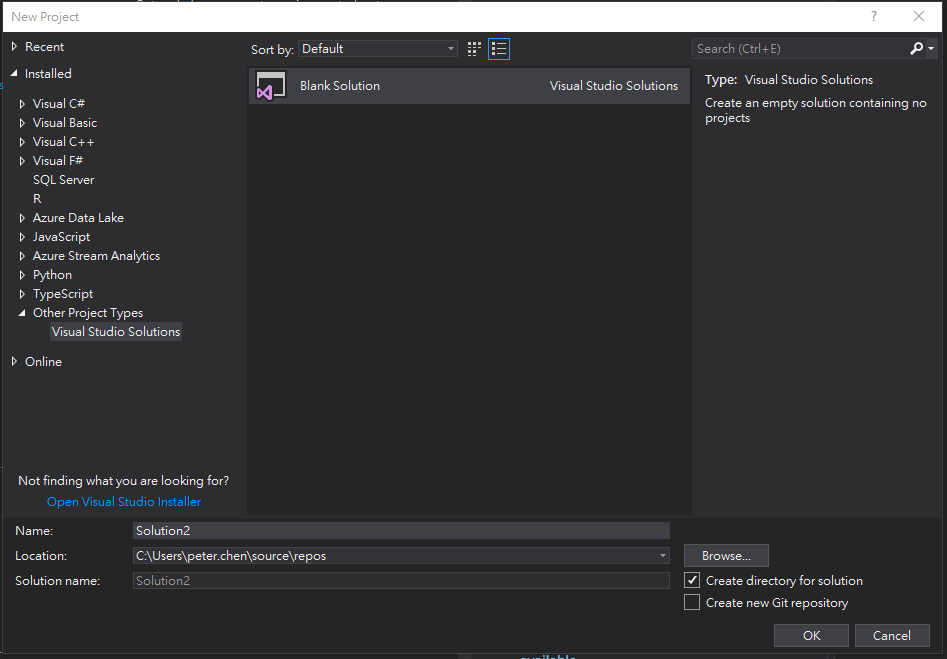 New Project
?
Recent
Installed
Visual C#
Visual Basic
Visual C++
Visual F#
SQL Server
R
Azure Data Lake
JavaScript
Azure Stream Analytics
Python
TypeScript
Other Project Types
Visual Studio Solutions
Online
Not finding what you are looking for?
Open Visual Studio Installer
Sort by: Default
Blank Solution Visual Studio Solutions
Search (Ctrl+E)
Type: Visual Studio Solutions
Create an empty solution containing no
projects
Name: Solution2
Location: C:\Users\peter.chen\source\repos
Browse...
Solution name: Solution2
Create directory for solution
Create new Git repository
OK Cancel